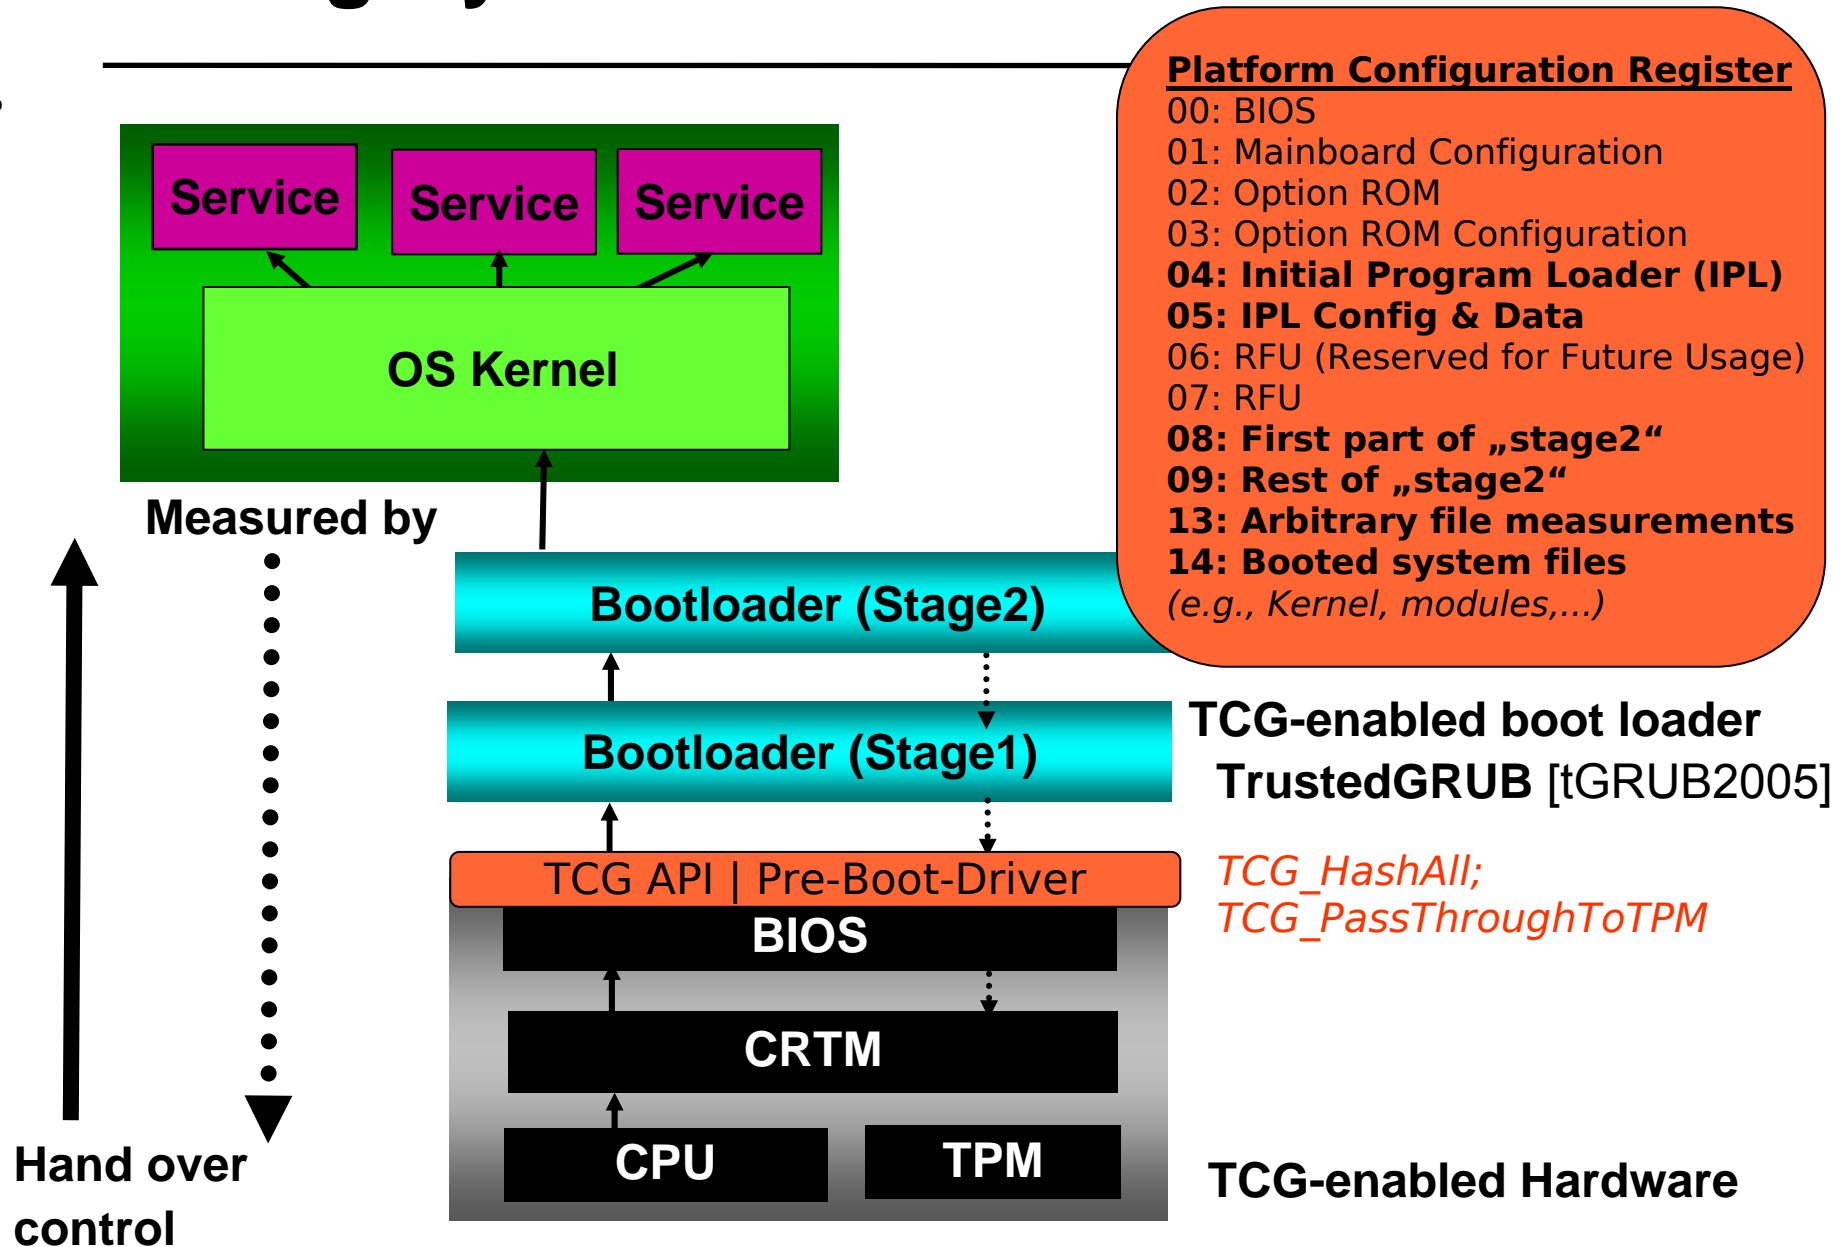 Platform Configuration Register
00: BIOS
01: Mainboard Configuration
02: Option ROM
03: Option ROM Configuration
04: Initial Program Loader (IPL)
05: IPL Config & Data
06: RFU (Reserved for Future Usage)
07: RFU
08: First part of „stage2“
09: Rest of „stage2“
13: Arbitrary file measurements
14: Booted system files
(e.g., Kernel, modules,...)
Service
Service
Service
OS Kernel
Measured by
Bootloader (Stage2)
Bootloader (Stage1)
TCG-enabled boot loader
TrustedGRUB [tGRUB2005]
TCG API | Pre-Boot-Driver
TCG_HashAll;
TCG_PassThroughToTPM
BIOS
CRTM
CPU
TPM
Hand over
control
TCG-enabled Hardware